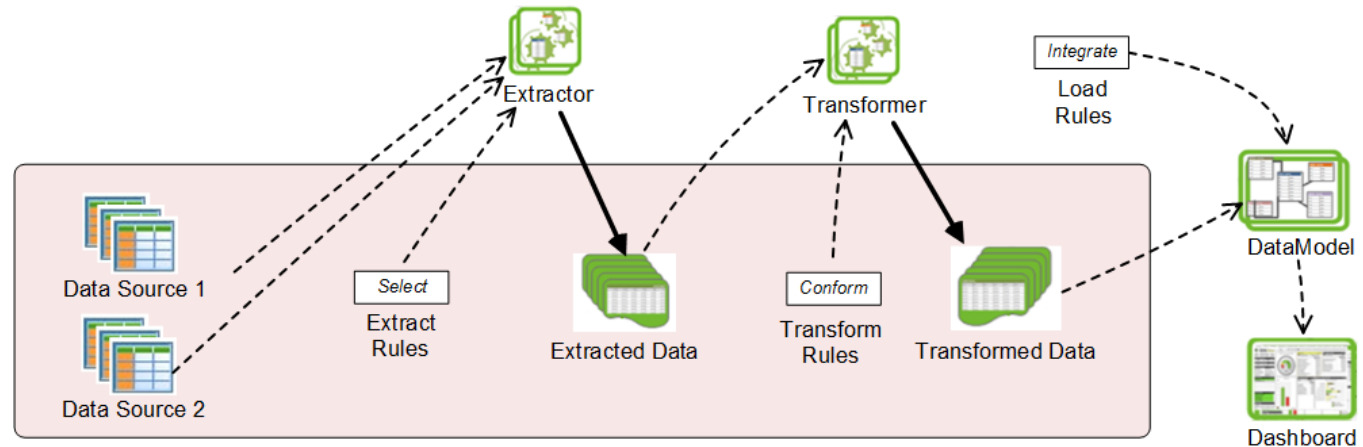 Extractor
Transformer
Integrate
Load
Rules
Data Source 1
Select
Extract
Rules
Extracted Data
Conform
Transform
Rules
Transformed Data
DataModel
Data Source 2
Dashboard